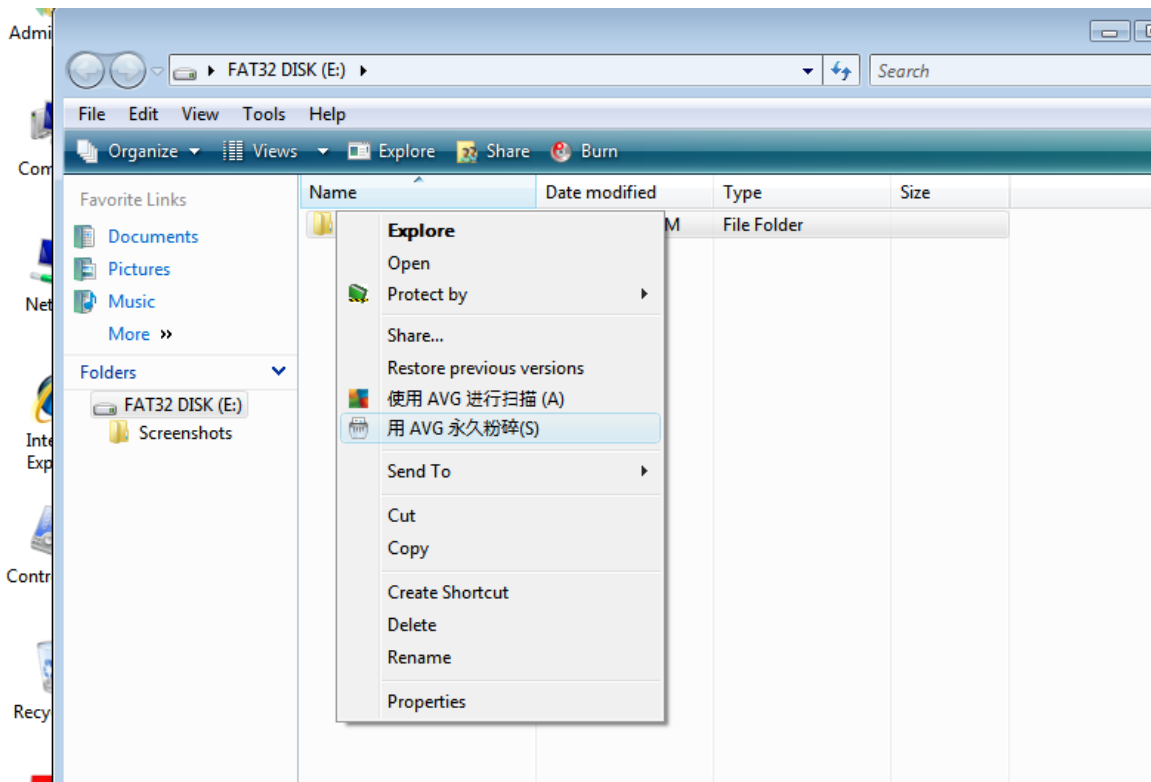 Admi
FAT32 DISK (E:)
Search
File Edit View Tools Help
Organize Views Explore Share Burn
Com
Favorite Links
Name Date modified Type Size
Documents
M File Folder
Pictures
Music
Net
More »
Folders
FAT32 DISK (E:)
Screenshots
Inte
Exp
Contr
Recy
Explore
Open
Protect by
Share...
Restore previous versions
使用 AVG 进行扫描 (A)
用 AVG 永久粉碎(S)
Send To
Cut
Copy
Create Shortcut
Delete
Rename
Properties